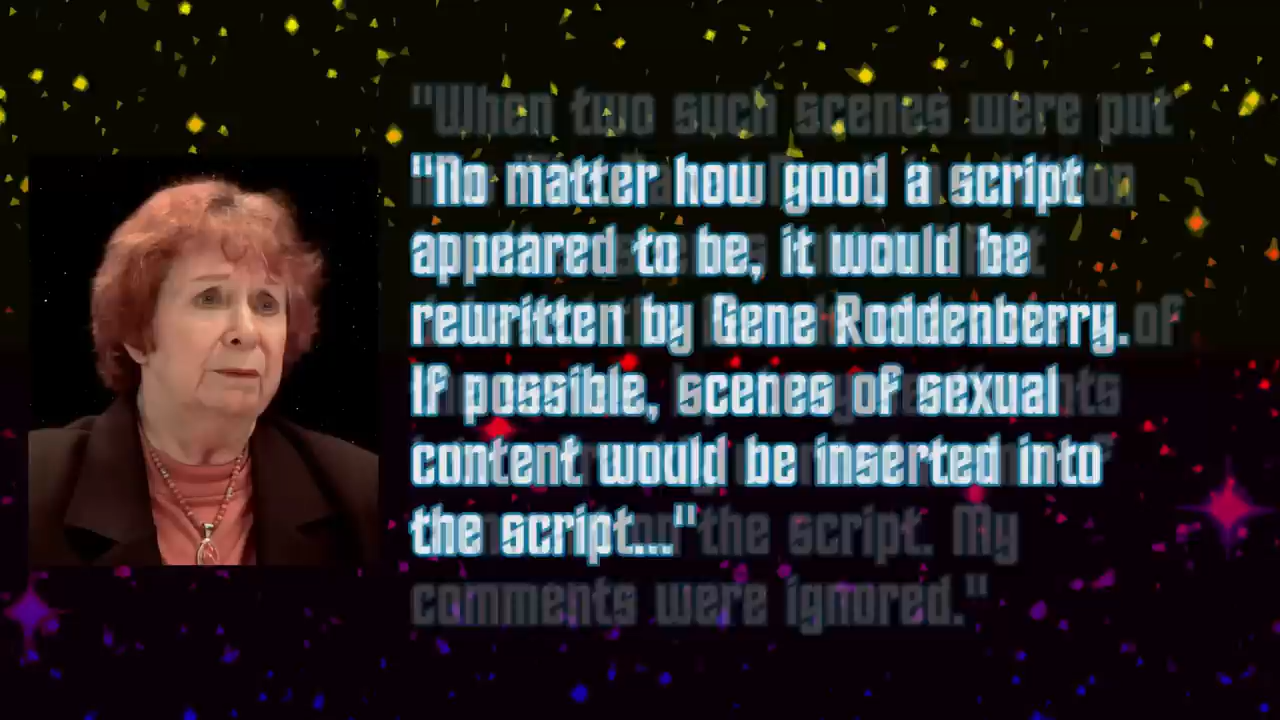 "When two such scenes were put
"No matter how good a script
appeared to be, it would be
rewritten by Gene Roddenberry.
If possible, scenes of sexual
content would be inserted into
the script..."
the script. My
comments were ignored."